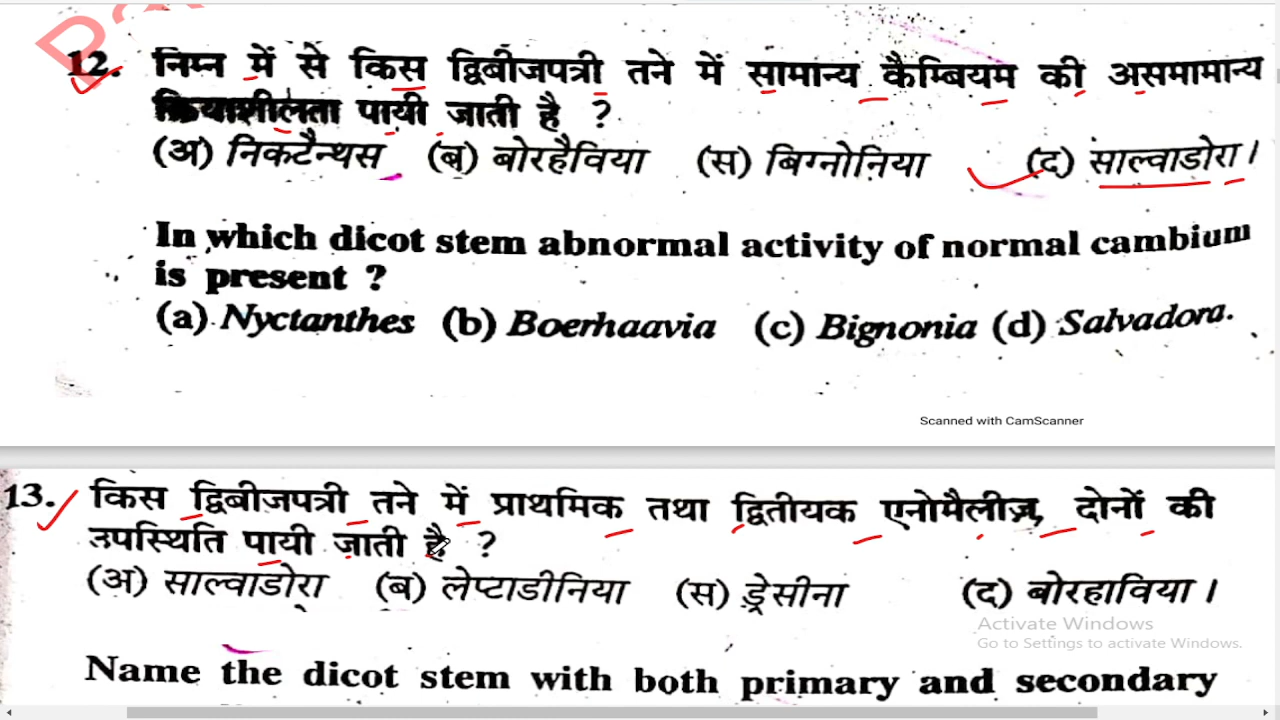 12. निम्न में से किस द्विबीजपत्री तने में सामान्य कैम्बियम की असमामान्य
क्रियाशीलता पायी जाती है ?
(अ) निकटैन्थस (ब) बोरहैविया (स) बिग्नोनिया (द) साल्वाडोरा।
In which dicot stem abnormal activity of normal cambium
is present ?
(a) Nyctanthes (b) Boerhaavia (c) Bignonia (d) Salvadora.
Scanned with CamScanner
13. किस द्विबीजपत्री तने में प्राथमिक तथा द्वितीयक एनोमैलीज़, दोनों की
उपस्थिति पायी जाती है ?
(अ) साल्वाडोरा (ब) लेप्टाडीनिया (स) ड्रेसीना (द) बोरहाविया।
Activate Windows
Go to Settings to activate Windows.
Name the dicot stem with both primary and secondary